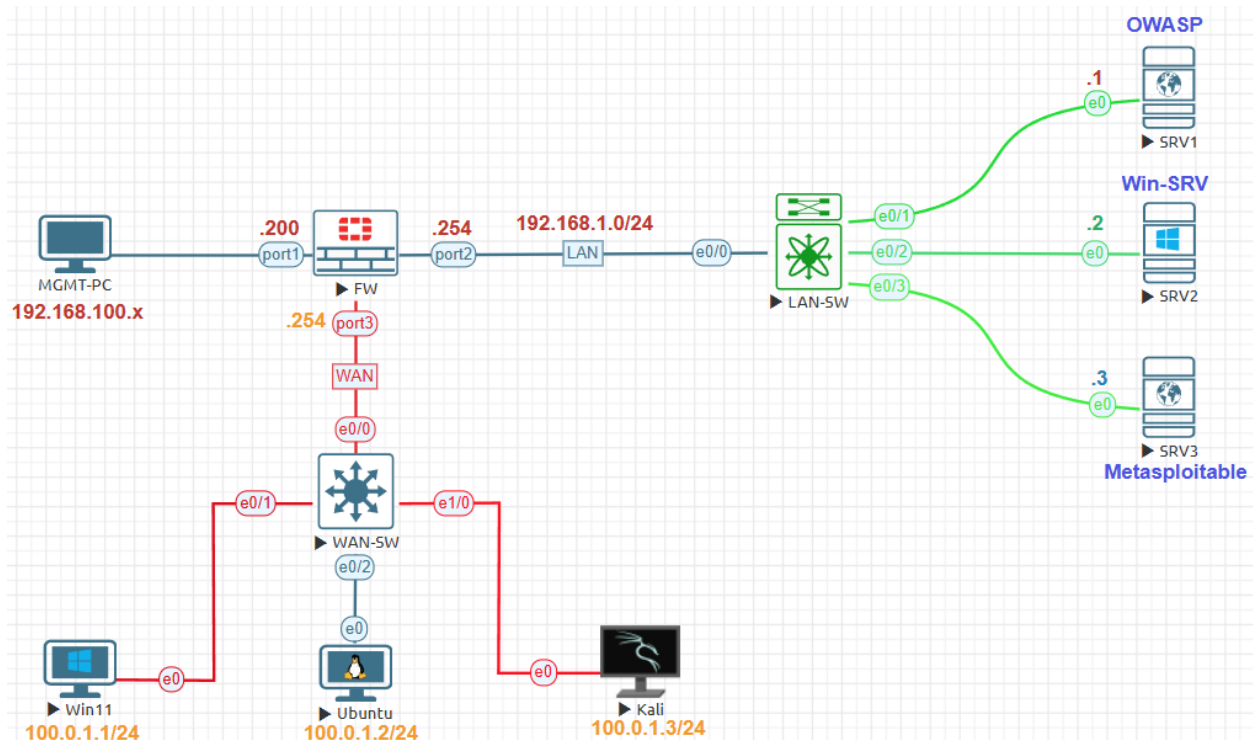 OWASP
.1
e0
SRV1
Win-SRV
.200
.254
192.168.1.0/24
e0/1
.2
port1
port2
LAN
e0/0
e0/2
e0
MGMT-PC
FW
e0/3
LAN-SW
SRV2
192.168.100.x
.254
port3
WAN
.3
e0
e0/0
SRV3
Metasploitable
e0/1
e1/0
WAN-SW
e0/2
e0
e0
e0
Win11
Ubuntu
Kali
100.0.1.1/24
100.0.1.2/24
100.0.1.3/24